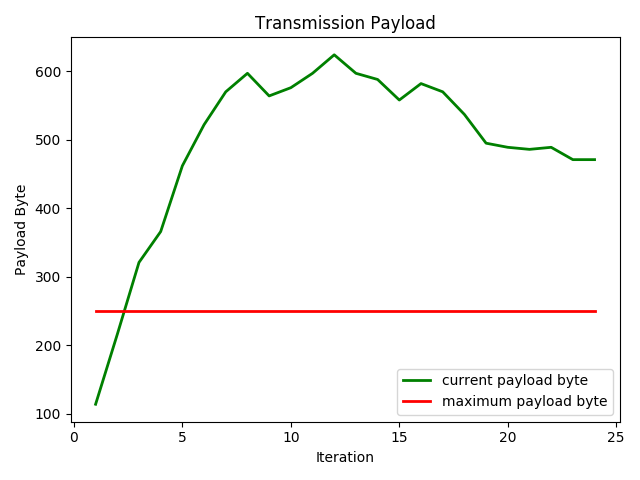 Transmission Payload
Payload Byte
600
500
400
300
200
100
0
5
10
15
20
25
Iteration
current payload byte
maximum payload byte